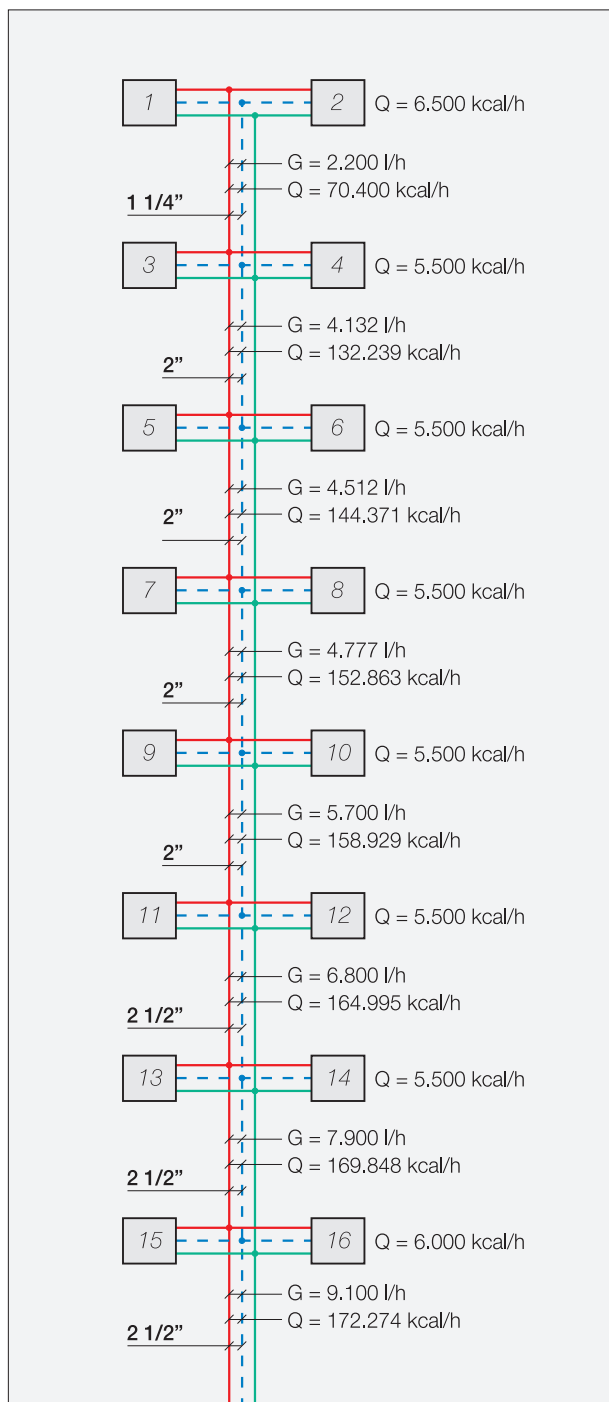 1 2 Q = 6.500 kcal/h
G = 2.200 l/h
Q = 70.400 kcal/h
1 1/4”
3 4 Q = 5.500 kcal/h
G = 4.132 l/h
Q = 132.239 kcal/h
2”
5 6 Q = 5.500 kcal/h
G = 4.512 l/h
Q = 144.371 kcal/h
2”
7 8 Q = 5.500 kcal/h
G = 4.777 l/h
Q = 152.863 kcal/h
2”
9 10 Q = 5.500 kcal/h
G = 5.700 l/h
Q = 158.929 kcal/h
2”
11 12 Q = 5.500 kcal/h
G = 6.800 l/h
Q = 164.995 kcal/h
2 1/2”
13 14 Q = 5.500 kcal/h
G = 7.900 l/h
Q = 169.848 kcal/h
2 1/2”
15 16 Q = 6.000 kcal/h
G = 9.100 l/h
Q = 172.274 kcal/h
2 1/2”